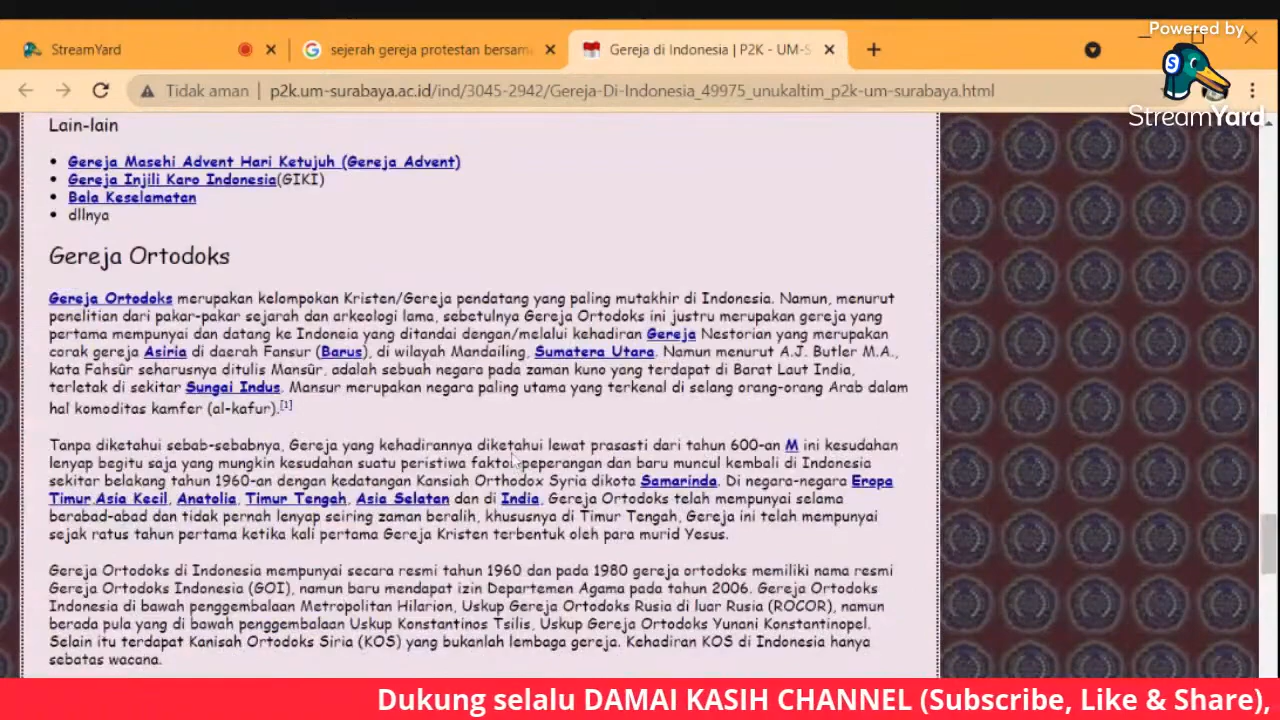 Powered by
StreamYard
StreamYard
sejerah gereja protestan bersam
Gereja di Indonesia | P2K - UM-S
Tidak aman | p2k.um-surabaya.ac.id/ind/3045-2942/Gereja-Di-Indonesia_49975_unukaltim_p2k-um-surabaya.html
Lain-lain
Gereja Masehi Advent Hari Ketujuh (Gereja Advent)
Gereja Injili Karo Indonesia(GIKI)
Bala Keselamatan
dllnya
Gereja Ortodoks
Gereja Ortodoks merupakan kelompokan Kristen/Gereja pendatang yang paling mutakhir di Indonesia. Namun, menurut
penelitian dari pakar-pakar sejarah dan arkeologi lama, sebetulnya Gereja Ortodoks ini justru merupakan gereja yang
pertama mempunyai dan datang ke Indoneia yang ditandai dengan/melalui kehadiran Gereja Nestorian yang merupakan
corak gereja Asiria di daerah Fansur (Barus), di wilayah Mandailing, Sumatera Utara. Namun menurut A.J. Butler M.A.,
kata Fahsûr seharusnya ditulis Mansûr, adalah sebuah negara pada zaman kuno yang terdapat di Barat Laut India,
terletak di sekitar Sungai Indus. Mansur merupakan negara paling utama yang terkenal di selang orang-orang Arab dalam
hal komoditas kamfer (al-kafur).[1]
Tanpa diketahui sebab-sebabnya, Gereja yang kehadirannya diketahui lewat prasasti dari tahun 600-an M ini kesudahan
lenyap begitu saja yang mungkin kesudahan suatu peristiwa faktor peperangan dan baru muncul kembali di Indonesia
sekitar belakang tahun 1960-an dengan kedatangan Kansiah Orthodox Syria dikota Samarinda. Di negara-negara Eropa
Timur,Asia Kecil, Anatolia, Timur Tengah, Asia Selatan dan di India, Gereja Ortodoks telah mempunyai selama
berabad-abad dan tidak pernah lenyap seiring zaman beralih, khususnya di Timur Tengah, Gereja ini telah mempunyai
sejak ratus tahun pertama ketika kali pertama Gereja Kristen terbentuk oleh para murid Yesus.
Gereja Ortodoks di Indonesia mempunyai secara resmi tahun 1960 dan pada 1980 gereja ortodoks memiliki nama resmi
Gereja Ortodoks Indonesia (GOI), namun baru mendapat izin Departemen Agama pada tahun 2006. Gereja Ortodoks
Indonesia di bawah penggembalaan Metropolitan Hilarion, Uskup Gereja Ortodoks Rusia di luar Rusia (ROCOR), namun
berada pula yang di bawah penggembalaan Uskup Konstantinos Tsilis, Uskup Gereja Ortodoks Yunani Konstantinopel.
Selain itu terdapat Kanisah Ortodoks Siria (KOS) yang bukanlah lembaga gereja. Kehadiran KOS di Indonesia hanya
sebatas wacana.
Dukung selalu DAMAI KASIH CHANNEL (Subscribe, Like & Share),